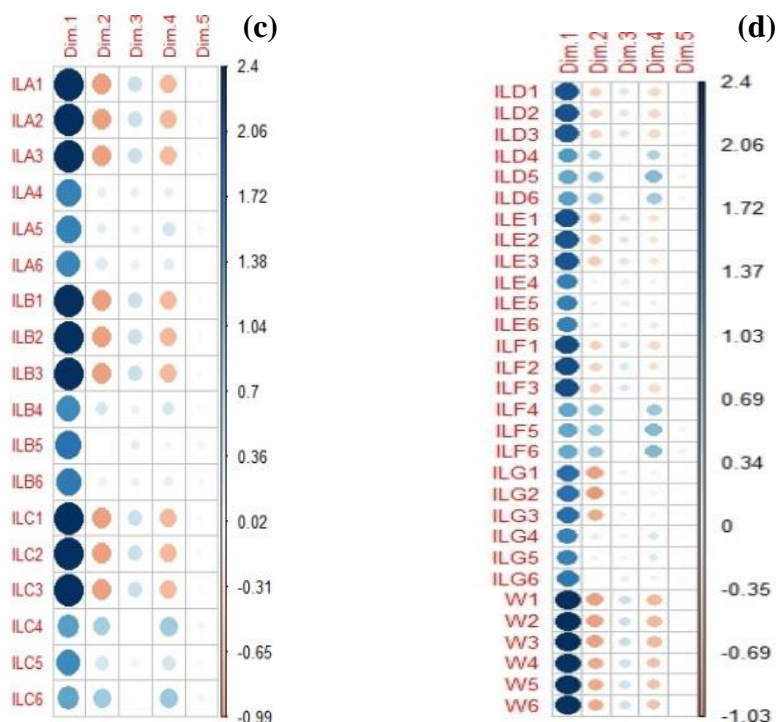 (c)
Dim.1 Dim.2 Dim.3 Dim.4 Dim.5
ILA1
ILA2
ILA3
ILA4
ILA5
ILA6
ILB1
ILB2
ILB3
ILB4
ILB5
ILB6
ILC1
ILC2
ILC3
ILC4
ILC5
ILC6
2.4
2.06
1.72
1.38
1.04
0.7
0.36
0.02
-0.31
-0.65
-0.99
(d)
Dim.1 Dim.2 Dim.3 Dim.4 Dim.5
ILD1
ILD2
ILD3
ILD4
ILD5
ILD6
ILE1
ILE2
ILE3
ILE4
ILE5
ILE6
ILF1
ILF2
ILF3
ILF4
ILF5
ILF6
ILG1
ILG2
ILG3
ILG4
ILG5
ILG6
W1
W2
W3
W4
W5
W6
2.4
2.06
1.72
1.37
1.03
0.69
0.34
0
-0.35
-0.69
-1.03